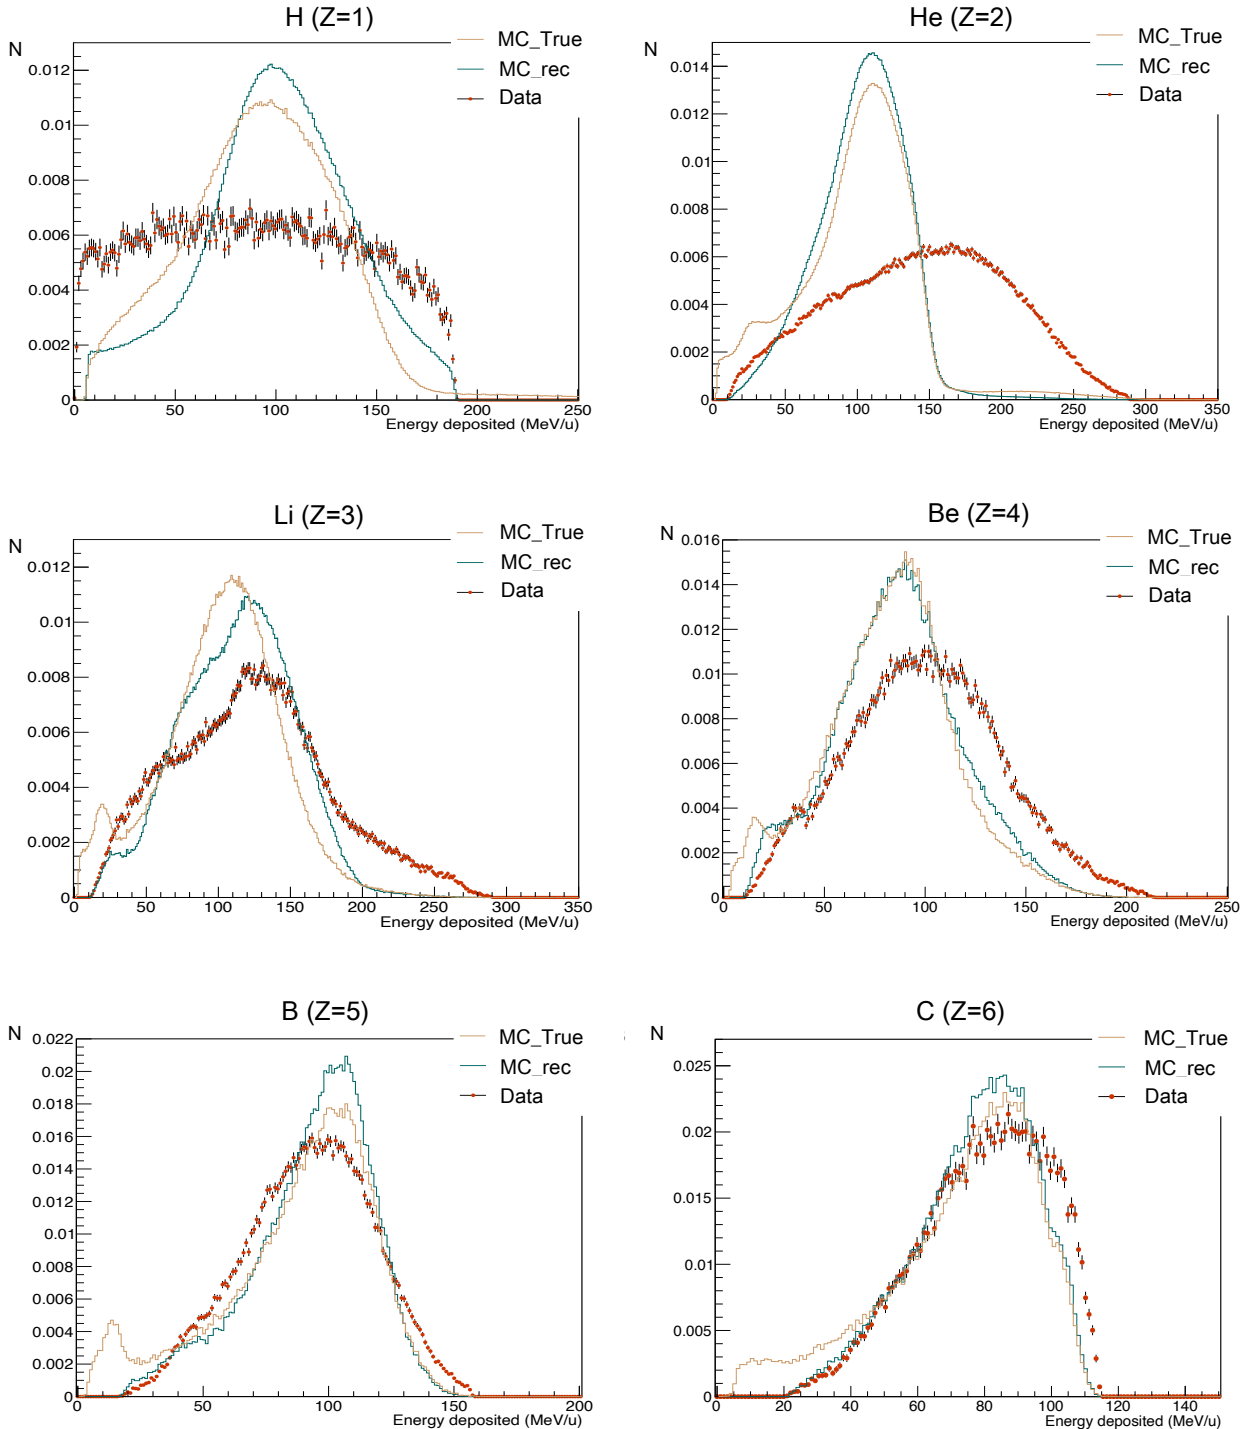 H (Z=1)
N
MC_True
MC_rec
Data
0.012
0.01
0.008
0.006
0.004
0.002
0
0 50 100 150 200 250
Energy deposited (MeV/u)
He (Z=2)
N
MC_True
MC_rec
Data
0.014
0.012
0.01
0.008
0.006
0.004
0.002
0
0 50 100 150 200 250 300 350
Energy deposited (MeV/u)
Li (Z=3)
N
MC_True
MC_rec
Data
0.012
0.01
0.008
0.006
0.004
0.002
0
0 50 100 150 200 250 300 350
Energy deposited (MeV/u)
Be (Z=4)
N
MC_True
MC_rec
Data
0.016
0.014
0.012
0.01
0.008
0.006
0.004
0.002
0
0 50 100 150 200 250
Energy deposited (MeV/u)
B (Z=5)
N
MC_True
MC_rec
Data
0.022
0.02
0.018
0.016
0.014
0.012
0.01
0.008
0.006
0.004
0.002
0
0 50 100 150 200
Energy deposited (MeV/u)
C (Z=6)
N
MC_True
MC_rec
Data
0.025
0.02
0.015
0.01
0.005
0
0 20 40 60 80 100 120 140
Energy deposited (MeV/u)